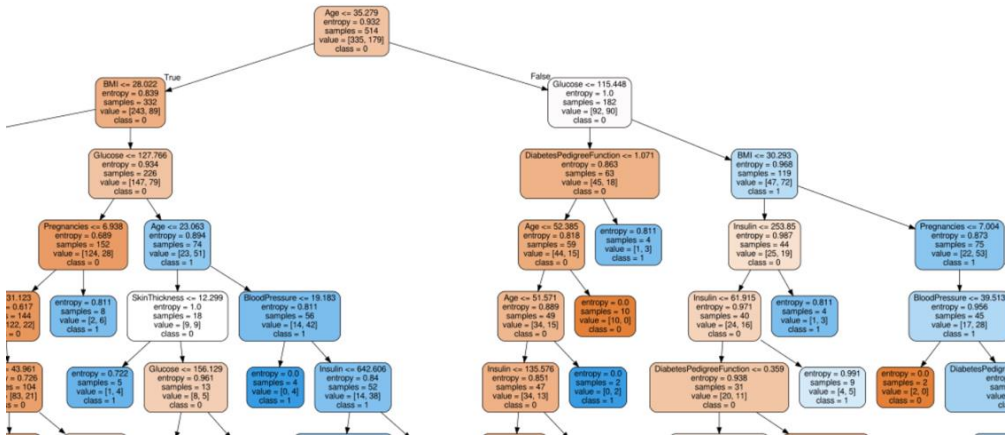 Age <= 35.279
entropy = 0.932
samples = 514
value = [335, 179]
class = 0
True
False
BMI <= 28.022
entropy = 0.839
samples = 332
value = [243, 89]
class = 0
Glucose <= 115.448
entropy = 1.0
samples = 182
value = [92, 90]
class = 0
Glucose <= 127.766
entropy = 0.934
samples = 226
value = [147, 79]
class = 0
DiabetesPedigreeFunction <= 1.071
entropy = 0.863
samples = 63
value = [45, 18]
class = 0
BMI <= 30.293
entropy = 0.968
samples = 119
value = [47, 72]
class = 1
Pregnancies <= 6.938
entropy = 0.689
samples = 152
value = [124, 28]
class = 0
Age <= 23.063
entropy = 0.894
samples = 74
value = [23, 51]
class = 1
Age <= 52.385
entropy = 0.818
samples = 59
value = [44, 15]
class = 0
entropy = 0.811
samples = 4
value = [1, 3]
class = 1
Insulin <= 253.85
entropy = 0.987
samples = 44
value = [25, 19]
class = 0
Pregnancies <= 7.004
entropy = 0.873
samples = 75
value = [22, 53]
class = 1
31.123
= 0.617
= 144
122, 22]
= 0
entropy = 0.811
samples = 8
value = [2, 6]
class = 1
SkinThickness <= 12.299
entropy = 1.0
samples = 18
value = [9, 9]
class = 0
BloodPressure <= 19.183
entropy = 0.811
samples = 56
value = [14, 42]
class = 1
Age <= 51.571
entropy = 0.889
samples = 49
value = [34, 15]
class = 0
entropy = 0.0
samples = 10
value = [10, 0]
class = 0
Insulin <= 61.915
entropy = 0.971
samples = 40
value = [24, 16]
class = 0
entropy = 0.811
samples = 4
value = [1, 3]
class = 1
BloodPressure <= 39.513
entropy = 0.956
samples = 45
value = [17, 28]
class = 1
= 43.961
= 0.726
= 104
[83, 21]
= 0
entropy = 0.722
samples = 5
value = [1, 4]
class = 1
Glucose <= 156.129
entropy = 0.961
samples = 13
value = [8, 5]
class = 0
entropy = 0.0
samples = 4
value = [0, 4]
class = 1
Insulin <= 642.606
entropy = 0.84
samples = 52
value = [14, 38]
class = 1
Insulin <= 135.576
entropy = 0.851
samples = 47
value = [34, 13]
class = 0
entropy = 0.0
samples = 2
value = [0, 2]
class = 1
DiabetesPedigreeFunction <= 0.359
entropy = 0.938
samples = 31
value = [20, 11]
class = 0
entropy = 0.991
samples = 9
value = [4, 5]
class = 1
entropy = 0.0
samples = 2
value = [2, 0]
class = 0